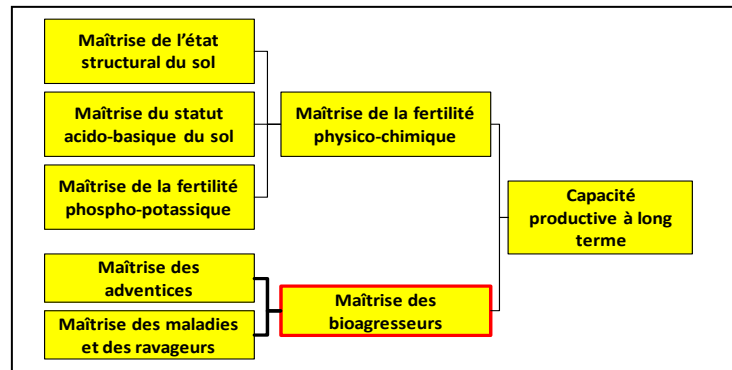 Maîtrise de l’état
structural du sol
Maîtrise du statut
acido-basique du sol
Maîtrise de la fertilité
phospho-potassique
Maîtrise de la fertilité
physico-chimique
Capacité
productive à long
terme
Maîtrise des
adventices
Maîtrise des maladies
et des ravageurs
Maîtrise des
bioagresseurs